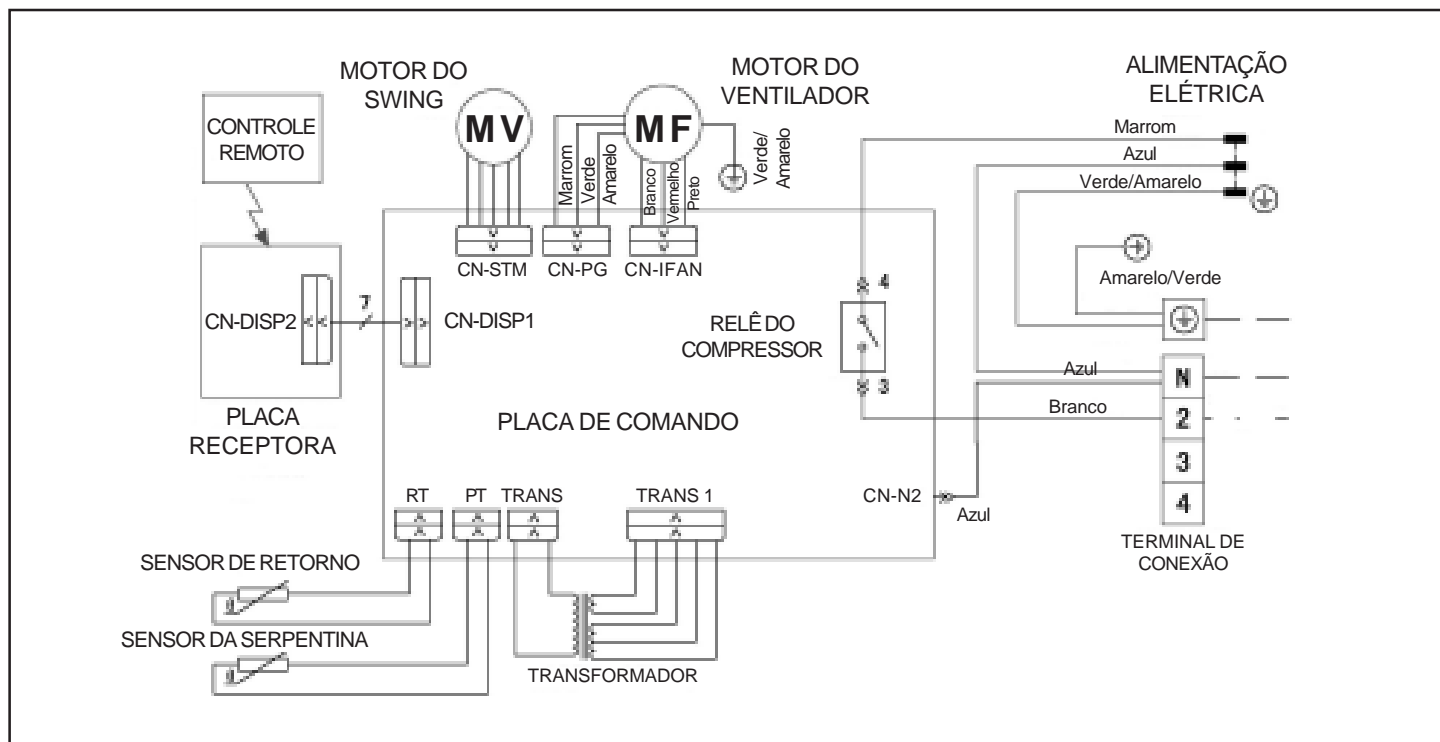 MOTOR DO
SWING
MOTOR DO
VENTILADOR
ALIMENTAÇÃO
ELÉTRICA
CONTROLE
REMOTO
MV
MF
Marrom
Verde
Amarelo
Branco
Vermelho
Preto
Verde/
Amarelo
Marrom
Azul
Verde/Amarelo
Amarelo/Verde
CN-STM
CN-PG
CN-IFAN
4
CN-DISP2
7
CN-DISP1
RELÊ DO
COMPRESSOR
3
Azul
N
Branco
2
3
4
PLACA
RECEPTORA
PLACA DE COMANDO
RT
PT
TRANS
TRANS 1
CN-N2
Azul
TERMINAL DE
CONEXÃO
SENSOR DE RETORNO
SENSOR DA SERPENTINA
TRANSFORMADOR